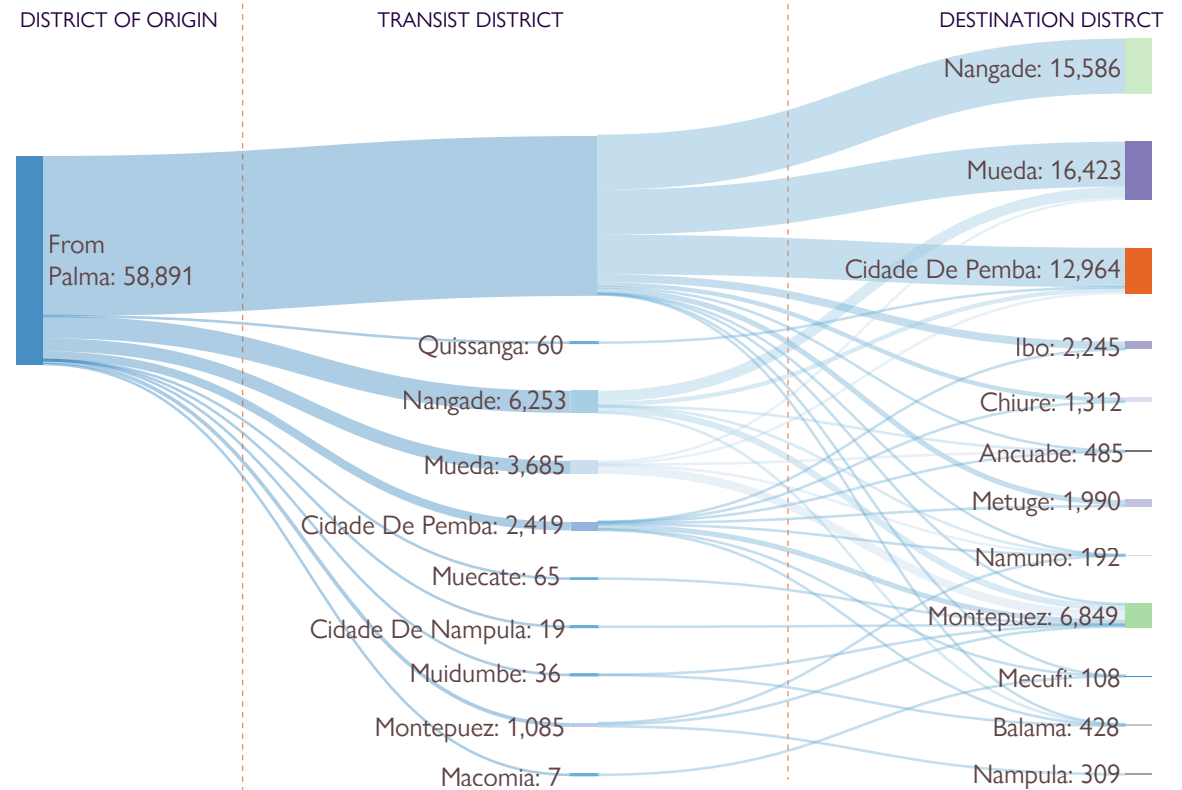 DISTRICT OF ORIGIN
TRANSIST DISTRICT
DESTINATION DISTRCT
From
Palma: 58,891
Quissanga: 60
Nangade: 6,253
Mueda: 3,685
Cidade De Pemba: 2,419
Muecate: 65
Cidade De Nampula: 19
Muidumbe: 36
Montepuez: 1,085
Macomia: 7
Nangade: 15,586
Mueda: 16,423
Cidade De Pemba: 12,964
Ibo: 2,245
Chiure: 1,312
Ancuabe: 485
Metuge: 1,990
Namuno: 192
Montepuez: 6,849
Mecufi: 108
Balama: 428
Nampula: 309